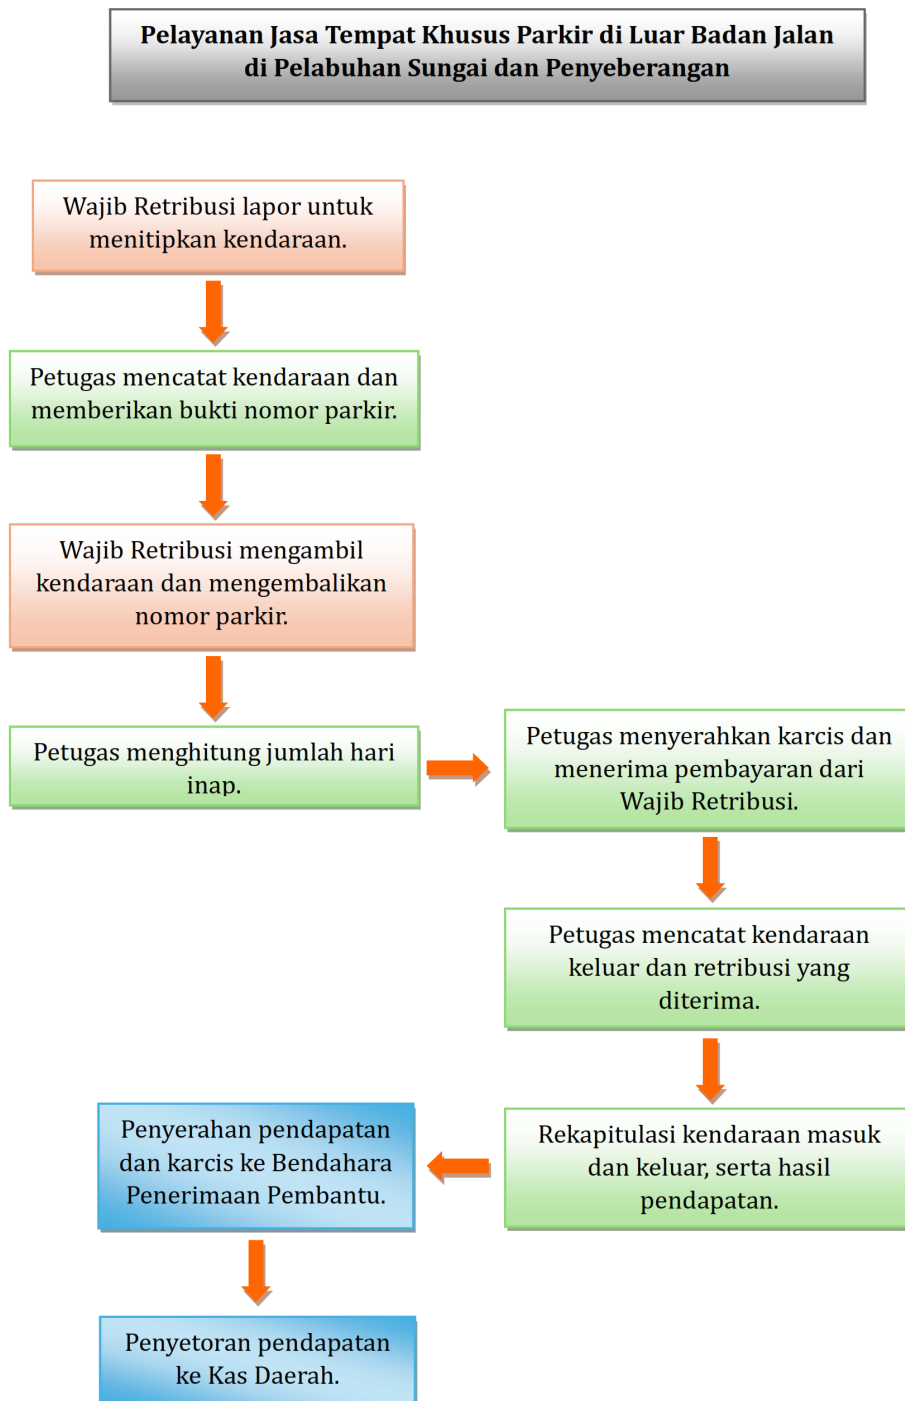 Pelayanan Jasa Tempat Khusus Parkir di Luar Badan Jalan
di Pelabuhan Sungai dan Penyeberangan
Wajib Retribusi lapor untuk
menitipkan kendaraan.
Petugas mencatat kendaraan dan
memberikan bukti nomor parkir.
Wajib Retribusi mengambil
kendaraan dan mengembalikan
nomor parkir.
Petugas menghitung jumlah hari
inap.
Petugas menyerahkan karcis dan
menerima pembayaran dari
Wajib Retribusi.
Petugas mencatat kendaraan
keluar dan retribusi yang
diterima.
Rekapitulasi kendaraan masuk
dan keluar, serta hasil
pendapatan.
Penyerahan pendapatan
dan karcis ke Bendahara
Penerimaan Pembantu.
Penyetoran pendapatan
ke Kas Daerah.